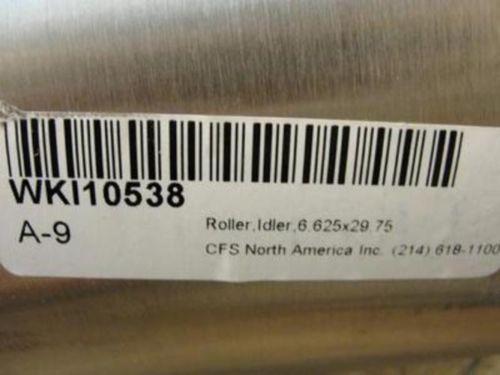 WKI10538
A-9
Roller,Idler,6.625x29.75
CFS North America Inc. (214) 618-1100